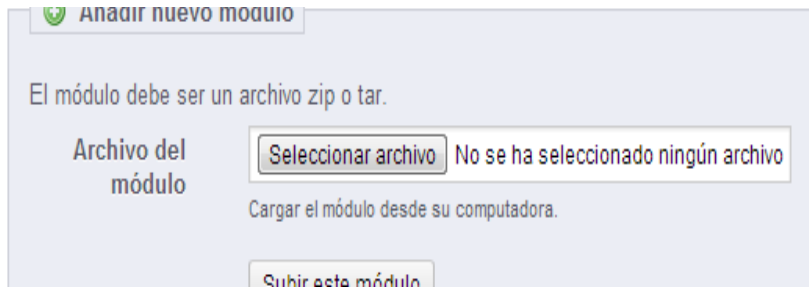 Añadir nuevo módulo
El módulo debe ser un archivo zip o tar.
Archivo del
módulo
Seleccionar archivo No se ha seleccionado ningún archivo
Cargar el módulo desde su computadora.
Subir este módulo